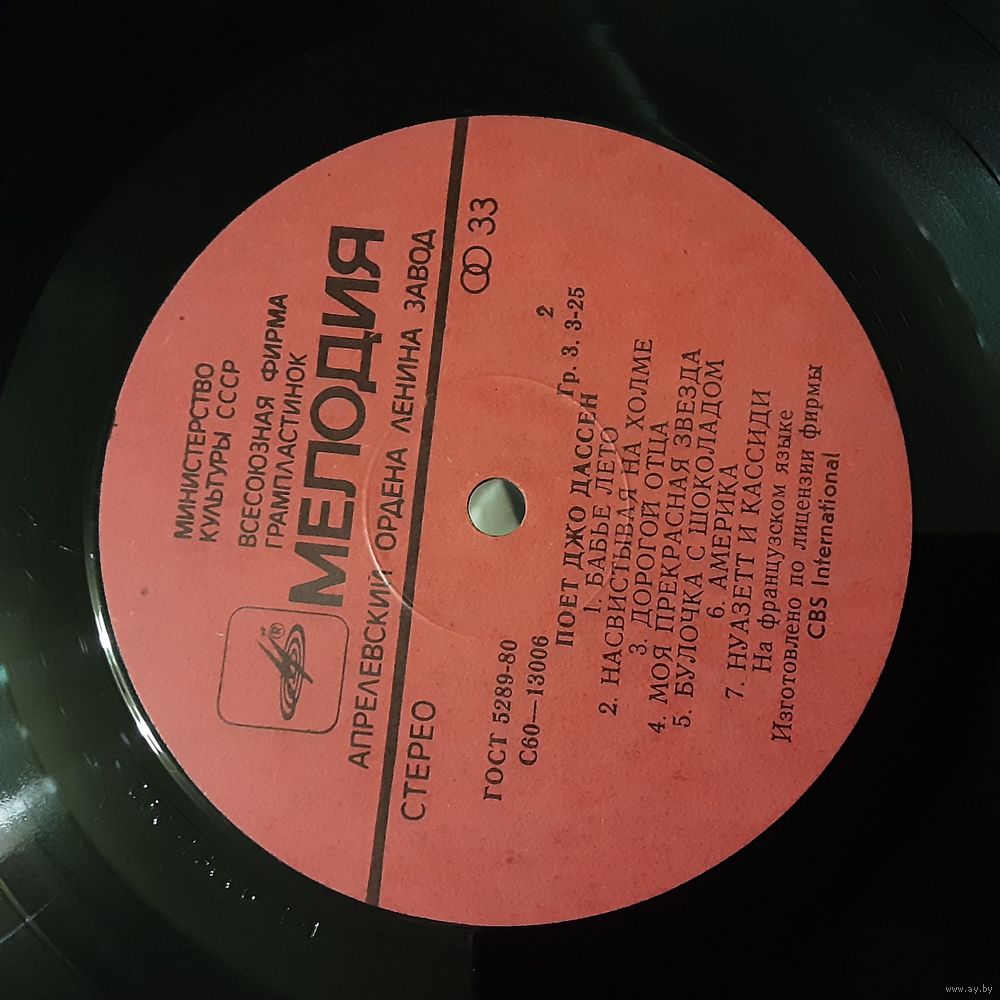 МИНИСТЕРСТВО
КУЛЬТУРЫ СССР
ВСЕСОЮЗНАЯ ФИРМА
ГРАМПЛАСТИНОК
МЕЛОДИЯ
®
АПРЕЛЕВСКИЙ ОРДЕНА ЛЕНИНА ЗАВОД
СТЕРЕО 33
ГОСТ 5289-80
С60—13006 2
ПОЕТ ДЖО ДАССЕН Гр. 3. 3-25
1. БАБЬЕ ЛЕТО
2. НАСВИСТЫВАЯ НА ХОЛМЕ
3. ДОРОГОЙ ОТЦА
4. МОЯ ПРЕКРАСНАЯ ЗВЕЗДА
5. БУЛОЧКА С ШОКОЛАДОМ
6. АМЕРИКА
7. НУАЗЕТТ И КАССИДИ
На французском языке
Изготовлено по лицензии фирмы
CBS International
www.ay.by